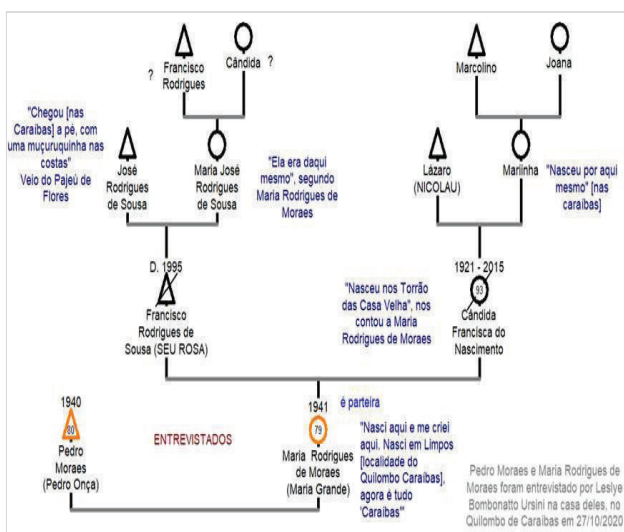 ?
Francisco
Rodrigues
Cândida
?
Marcolino
Joana
"Chegou [nas
Caraíbas] a pé, com
uma muçuruquinha nas
costas"
Veio do Pajeú de
Flores
José
Rodrigues
de Sousa
Maria José
Rodrigues
de Sousa
"Ela era daqui
mesmo", segundo
Maria Rodrigues de
Moraes
Lázaro
(NICOLAU)
Mariinha
"Nasceu por aqui
mesmo" [nas
caraíbas]
D. 1995
Francisco
Rodrigues de
Sousa (SEU ROSA)
"Nasceu nos Torrão
das Casa Velha", nos
contou a Maria
Rodrigues de Moraes
1921 - 2015
93
Cândida
Francisca do
Nascimento
1940
80
Pedro
Moraes
(Pedro Onça)
ENTREVISTADOS
1941
é parteira
79
Maria Rodrigues
de Moraes
(Maria Grande)
"Nasci aqui e me criei
aqui. Nasci em Limpos
[localidade do
Quilombo Caraíbas],
agora é tudo
'Caraíbas'"
Pedro Moraes e Maria Rodrigues de
Moraes foram entrevistado por Leslye
Bombonatto Ursini na casa deles, no
Quilombo de Caraíbas em 27/10/2020